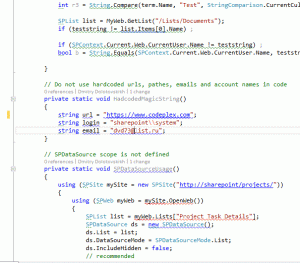 int r3 = String.Compare(term.Name, "Test", StringComparison.CurrentCul
SPList list = MyWeb.GetList("/Lists/Documents");
if (teststring != list.Items[0].Name) ;
if (SPContext.Current.Web.CurrentUser.Name != teststring) ;
bool b = String.Equals(SPContext.Current.Web.CurrentUser.Name, teststr
}
// Do not use hardcoded urls, pathes, emails and account names in code
0 references | 1 change
private static void HadcodedMagicString()
{
string url = "https://www.codeplex.com";
string login = "sharepoint\\system";
string email = "dvd73@list.ru";
}
// SPDataSource scope is not defined
0 references | 1 change
private static void SPDataSourceUsage()
{
using (SPSite mySite = new SPSite("http://sharepoint/projects/"))
{
using (SPWeb myWeb = mySite.OpenWeb())
{
SPList list = myWeb.Lists["Project Task Details"];
SPDataSource ds = new SPDataSource();
ds.List = list;
ds.DataSourceMode = SPDataSourceMode.List;
ds.IncludeHidden = false;
// recommended